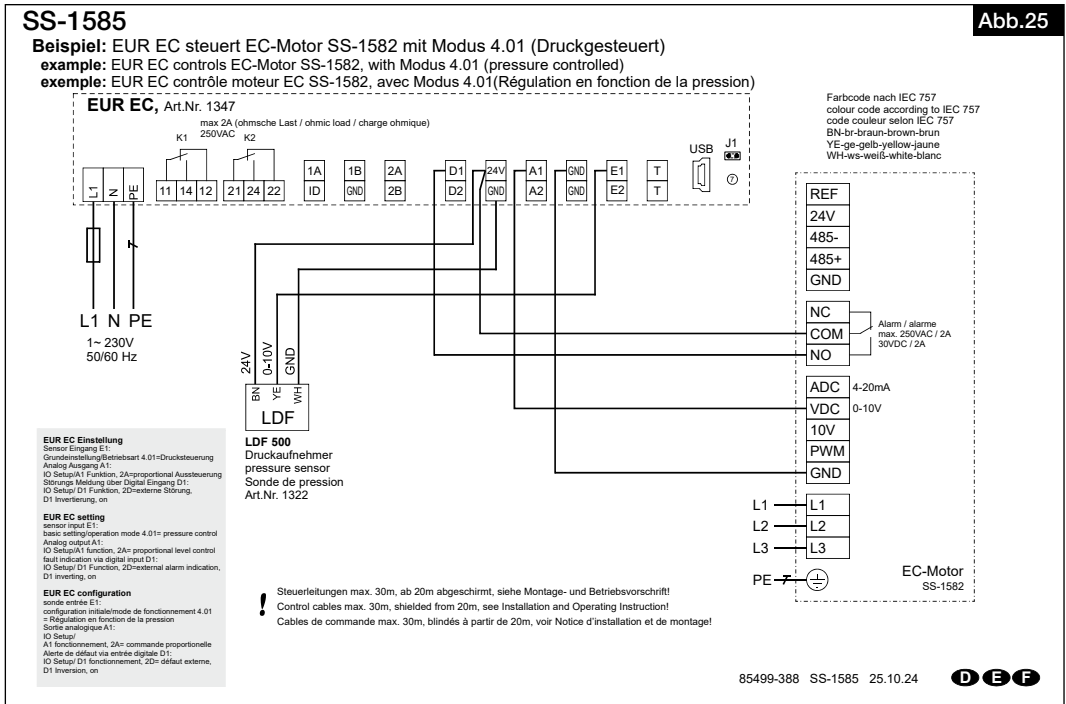 SS-1585
Abb.25
Beispiel: EUR EC steuert EC-Motor SS-1582 mit Modus 4.01 (Druckgesteuert)
example: EUR EC controls EC-Motor SS-1582, with Modus 4.01 (pressure controlled)
exemple: EUR EC contrôle moteur EC SS-1582, avec Modus 4.01(Régulation en fonction de la pression)
EUR EC, Art.Nr. 1347
max 2A (ohmsche Last / ohmic load / charge ohmique)
250VAC
K1
K2
L1
N
PE
11 14 12
21 24 22
1A
ID
1B
GND
2A
2B
D1
D2
24V
GND
A1
A2
GND
E1
E2
T
T
USB
J1
7
Farbcode nach IEC 757
colour code according to IEC 757
code couleur selon IEC 757
BN-br-braun-brown-brun
YE-ge-gelb-yellow-jaune
WH-ws-weiß-white-blanc
L1 N PE
1~ 230V
50/60 Hz
24V
0-10V
GND
BN
YE
WH
LDF
LDF 500
Druckaufnehmer
pressure sensor
Sonde de pression
Art.Nr. 1322
REF
24V
485-
485+
GND
NC
COM
NO
Alarm / alarme
max. 250VAC / 2A
30VDC / 2A
ADC 4-20mA
VDC 0-10V
10V
PWM
GND
L1 L1
L2 L2
L3 L3
PE
EC-Motor
SS-1582
EUR EC Einstellung
Sensor Eingang E1:
Grundeinstellung/Betriebsart 4.01=Drucksteuerung
Analog Ausgang A1:
IO Setup/A1 Funktion, 2A=proportional Aussteuerung
Störungs Meldung über Digital Eingang D1:
IO Setup/ D1 Funktion, 2D=externe Störung,
D1 Invertierung, on
EUR EC setting
sensor input E1:
basic setting/operation mode 4.01= pressure control
Analog output A1:
IO Setup/A1 function, 2A= proportional level control
fault indication via digital input D1:
IO Setup/ D1 Function, 2D=external alarm indication,
D1 inverting, on
EUR EC configuration
sonde entrée E1:
configuration initiale/mode de fonctionnement 4.01
= Régulation en fonction de la pression
Sortie analogique A1:
IO Setup/
A1 fonctionnement, 2A= commande proportionelle
Alerte de défaut via entrée digitale D1:
IO Setup/ D1 fonctionnement, 2D= défaut externe,
D1 Inversion, on
!
Steuerleitungen max. 30m, ab 20m abgeschirmt, siehe Montage- und Betriebsvorschrift!
Control cables max. 30m, shielded from 20m, see Installation and Operating Instruction!
Cables de commande max. 30m, blindés à partir de 20m, voir Notice d'installation et de montage!
85499-388 SS-1585 25.10.24
D E F